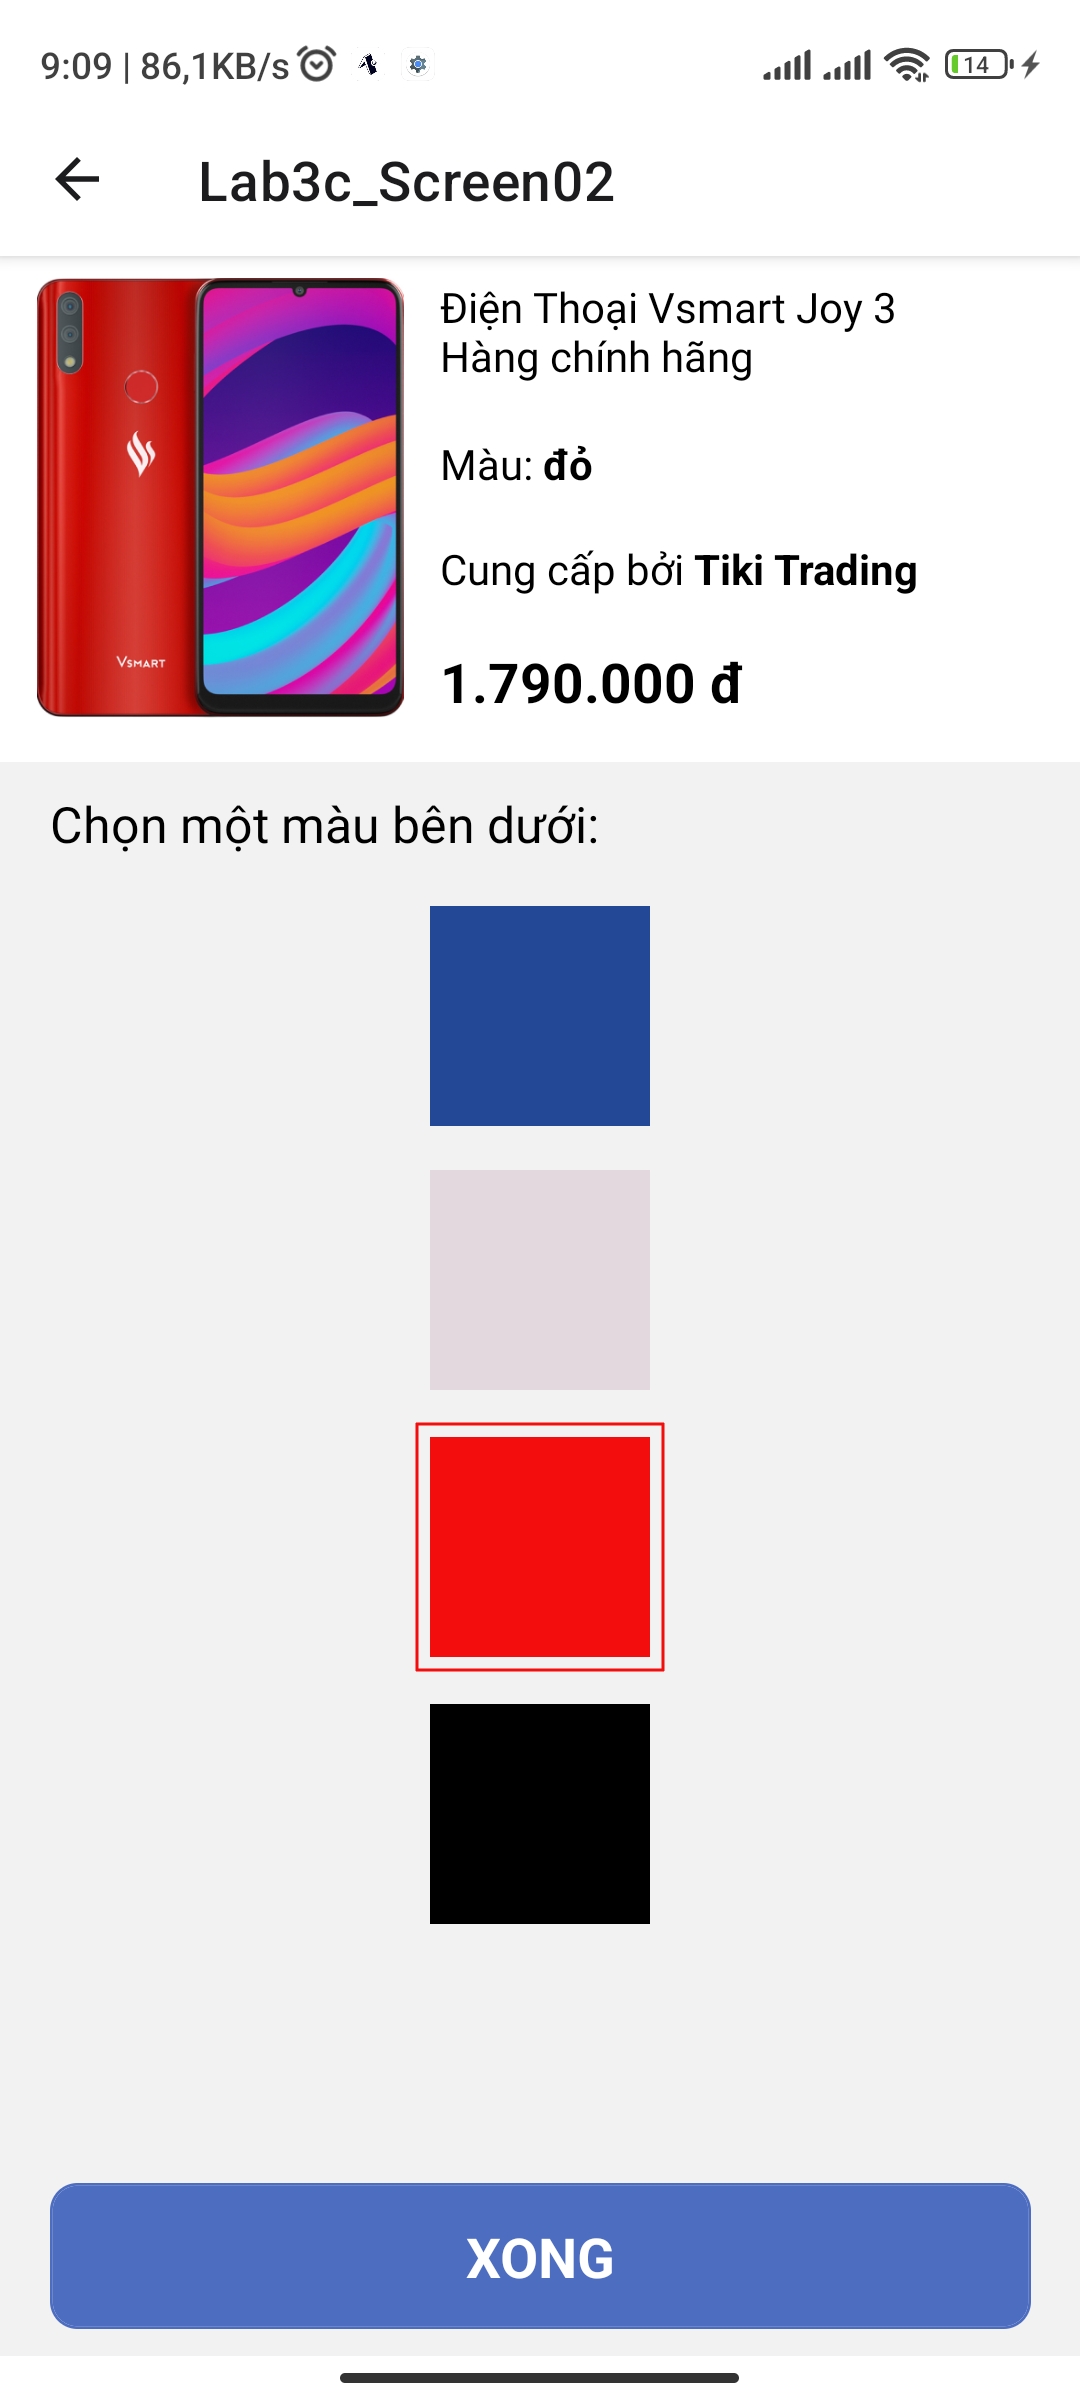 9:09 | 86,1KB/s 14
Lab3c_Screen02
Điện Thoại Vsmart Joy 3
Hàng chính hãng
Màu: đỏ
Cung cấp bởi Tiki Trading
VSMART
1.790.000 đ
Chọn một màu bên dưới:
XONG